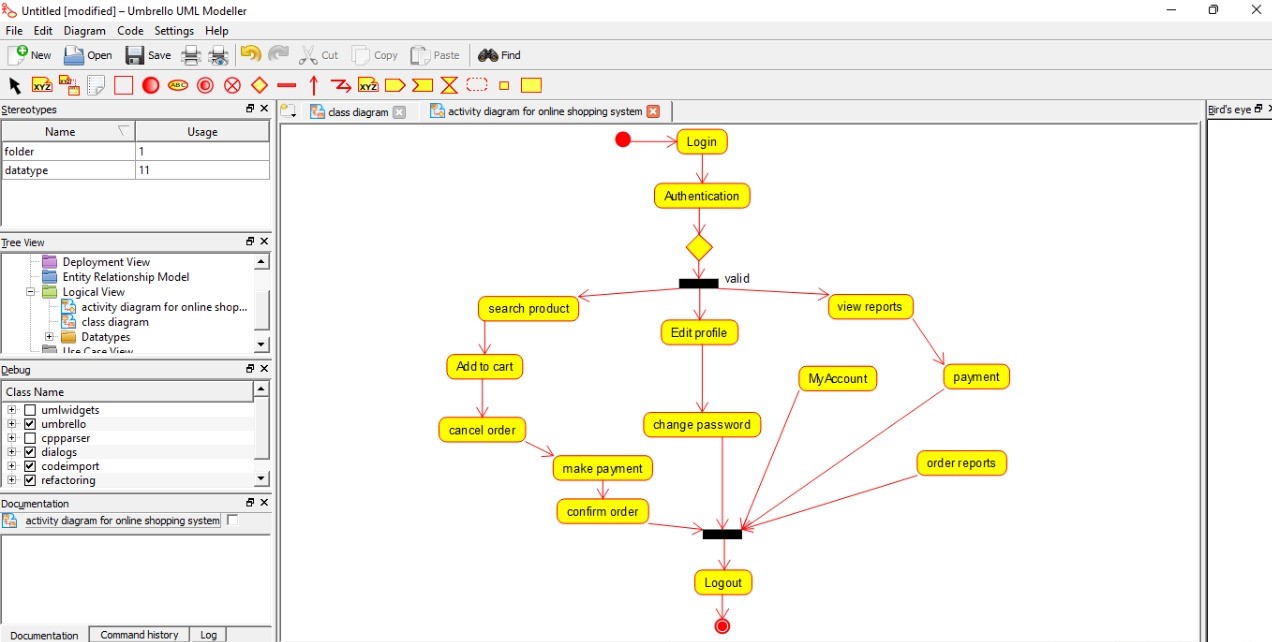 Untitled [modified] – Umbrello UML Modeller
File Edit Diagram Code Settings Help
New Open Save Cut Copy Paste Find
XYZ ABC XYZ
Stereotypes
Name Usage
folder 1
datatype 11
Tree View
Deployment View
Entity Relationship Model
Logical View
activity diagram for online shop...
class diagram
Datatypes
Use Case View
Debug
Class Name
umlwidgets
umbrello
cppparser
dialogs
codeimport
refactoring
Documentation
activity diagram for online shopping system
Documentation Command history Log
class diagram activity diagram for online shopping system
Login
Authentication
valid
search product
Edit profile
view reports
Add to cart
MyAccount
payment
cancel order
change password
make payment
order reports
confirm order
Logout
Bird's eye